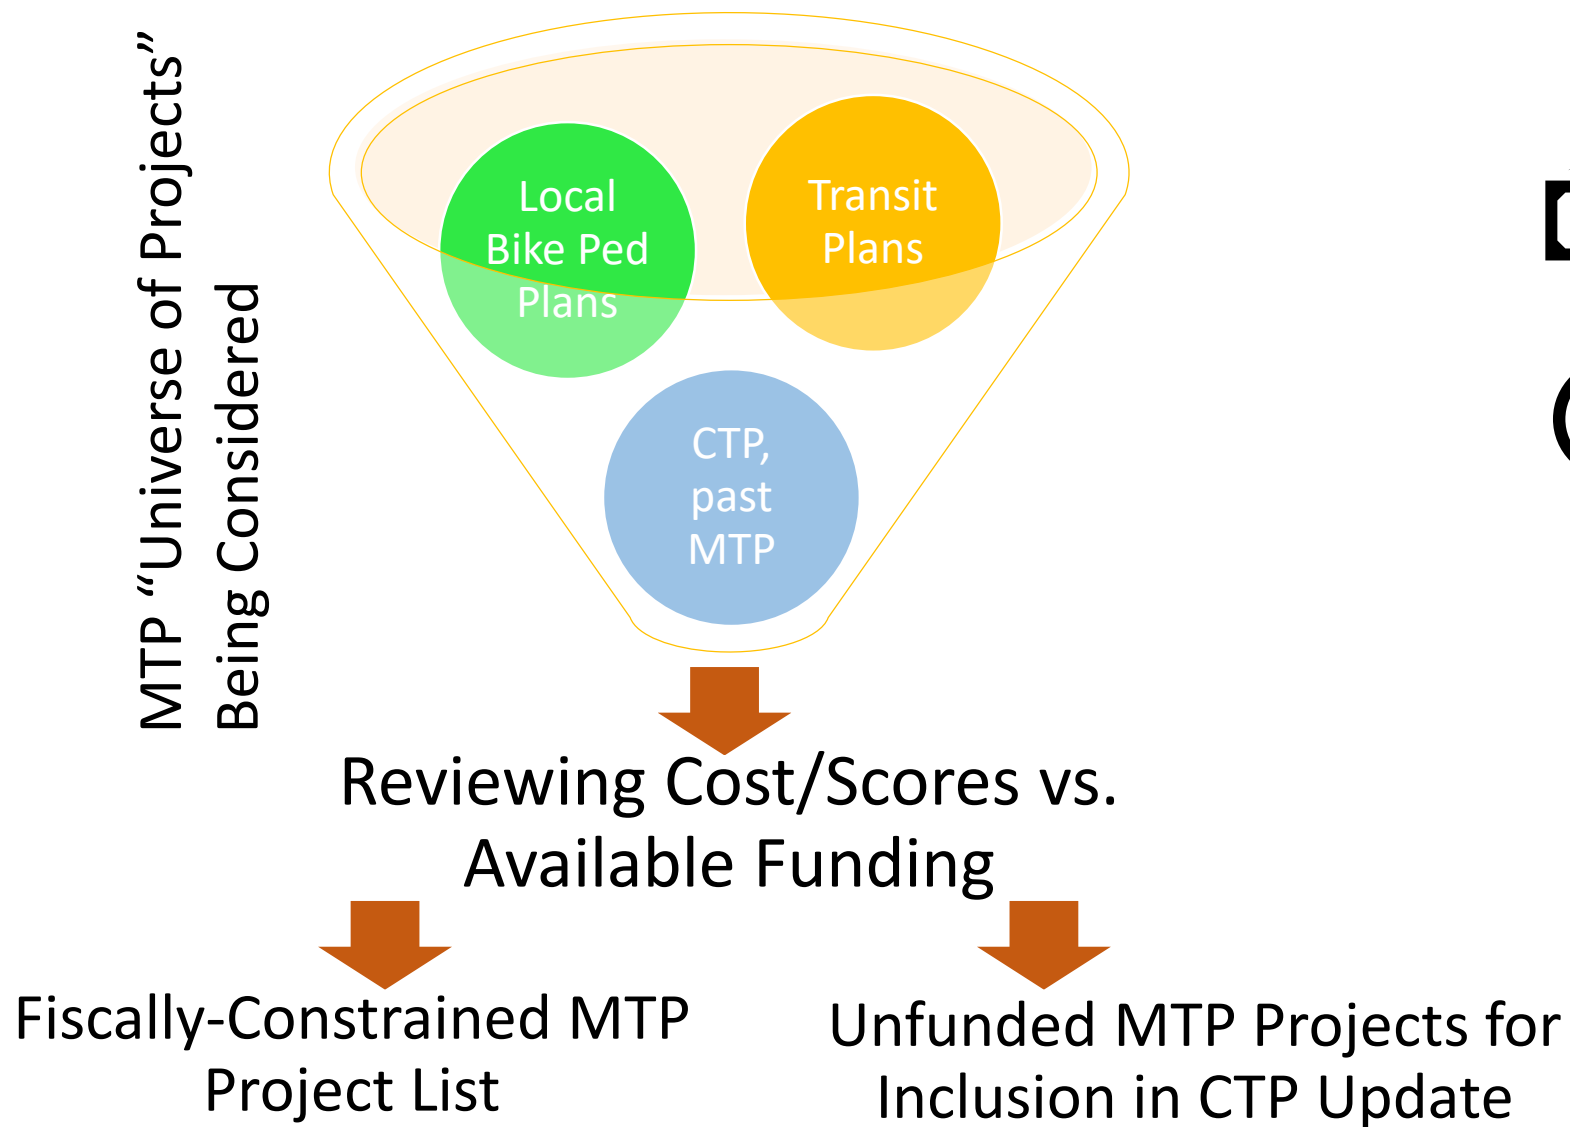 MTP “Universe of Projects”
Being Considered
Local
Bike Ped
Plans
Transit
Plans
CTP,
past
MTP
Reviewing Cost/Scores vs.
Available Funding
Fiscally-Constrained MTP
Project List
Unfunded MTP Projects for
Inclusion in CTP Update